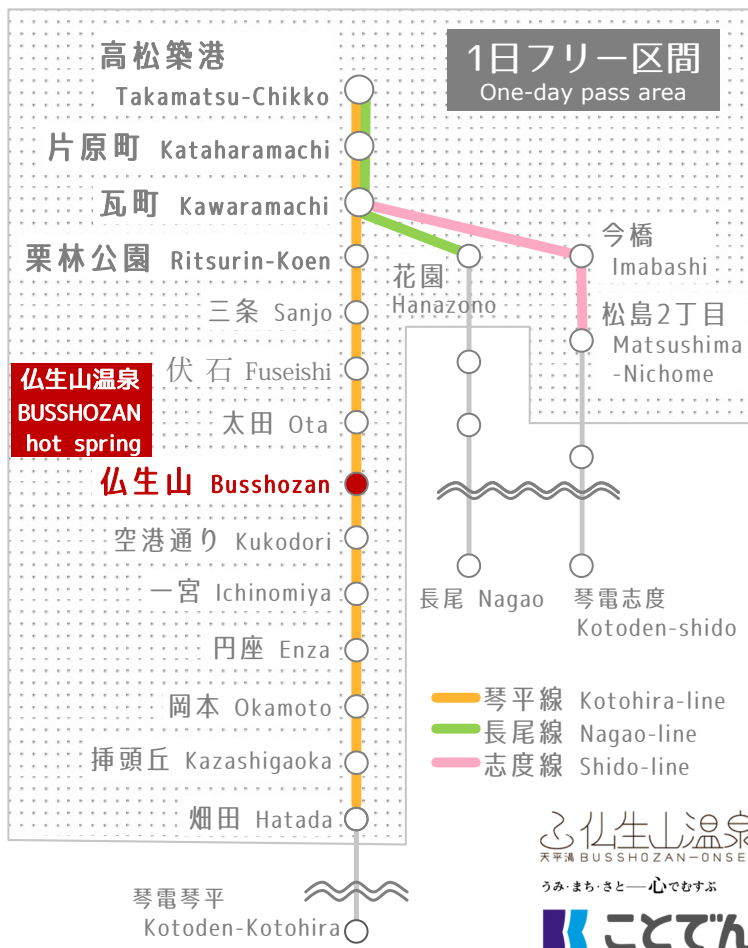 1日フリー区間
One-day pass area
高松築港
Takamatsu-Chikko
片原町 Kataharamachi
瓦町 Kawaramachi
栗林公園 Ritsurin-Koen
三条 Sanjo
伏石 Fuseishi
太田 Ota
仏生山温泉
BUSSHOZAN
hot spring
仏生山 Busshozan
空港通り Kukodori
一宮 Ichinomiya
円座 Enza
岡本 Okamoto
挿頭丘 Kazashigaoka
畑田 Hatada
琴電琴平
Kotoden-Kotohira
花園
Hanazono
今橋
Imabashi
松島2丁目
Matsushima
-Nichome
長尾 Nagao
琴電志度
Kotoden-shido
琴平線 Kotohira-line
長尾線 Nagao-line
志度線 Shido-line
仏生山温泉
天平湯 BUSSHOZAN-ONSE
うみ・まち・さと―心でむすぶ
ことでん